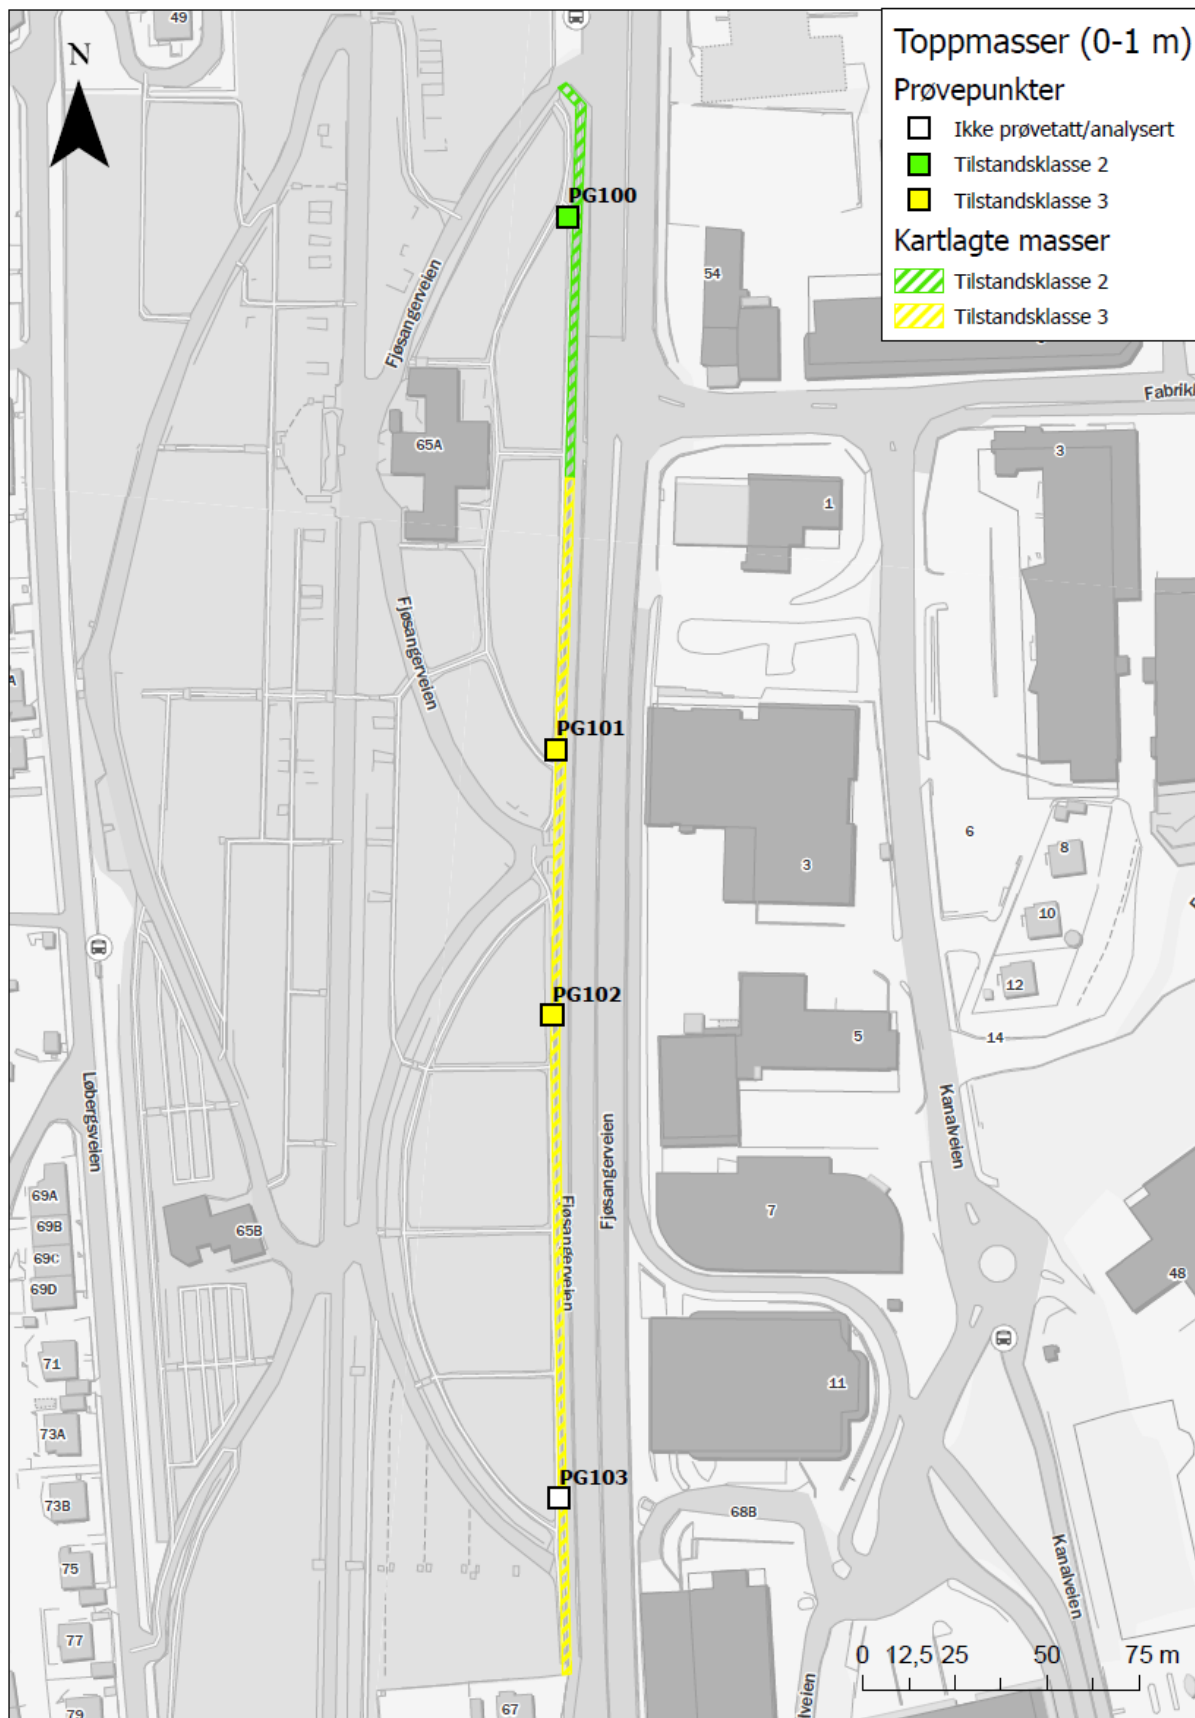 Toppmasser (0-1 m)
Prøvepunkter
Ikke prøvetatt/analysert
Tilstandsklasse 2
Tilstandsklasse 3
Kartlagte masser
Tilstandsklasse 2
Tilstandsklasse 3
49
N
PG100
54
Fjøsangerveien
65A
3
1
Fjøsangerveien
PG101
3
6
8
10
12
14
PG102
5
Løbergsveien
Kanalveien
Fjøsangerveien
Fjøsangerveien
69A
69B
69C
69D
65B
7
48
71
11
73A
73B
PG103
68B
75
Kanalveien
77
79
67
0 12,5 25 50 75 m